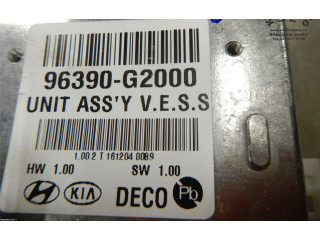 96390-G2000
UNIT ASS'Y V.E.S.S
1.00 2 T 161204 0089
HW 1.00 SW 1.00
KIA DECO Pb